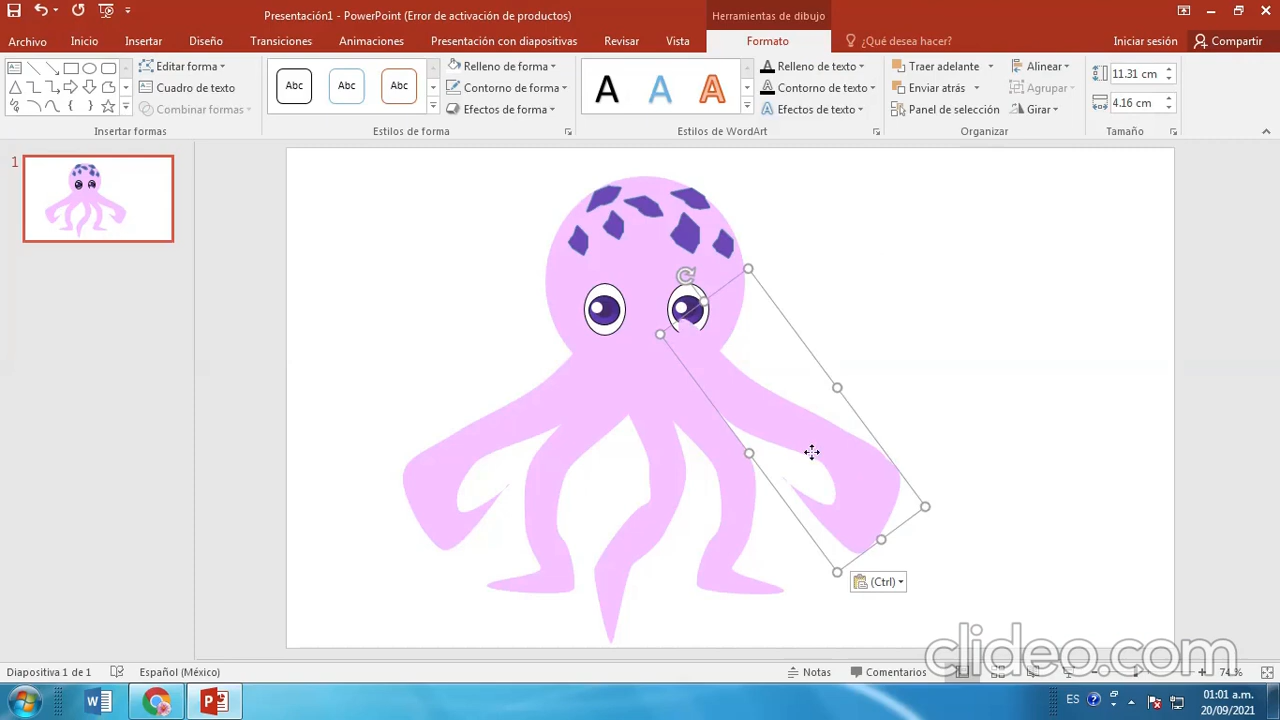 Presentación1 - PowerPoint (Error de activación de productos)
Herramientas de dibujo
Archivo Inicio Insertar Diseño Transiciones Animaciones Presentación con diapositivas Revisar Vista Formato ¿Qué desea hacer? Iniciar sesión Compartir
Editar forma
Cuadro de texto
Combinar formas
Insertar formas
Abc Abc Abc
Relleno de forma
Contorno de forma
Efectos de forma
Estilos de forma
A A A
Relleno de texto
Contorno de texto
Efectos de texto
Estilos de WordArt
Traer adelante
Enviar atrás
Panel de selección
Alinear
Agrupar
Girar
Organizar
11.31 cm
4.16 cm
Tamaño
1
(Ctrl)
clideo.com
Diapositiva 1 de 1 Español (México) Notas Comentarios 74 %
ES 01:01 a.m.
20/09/2021